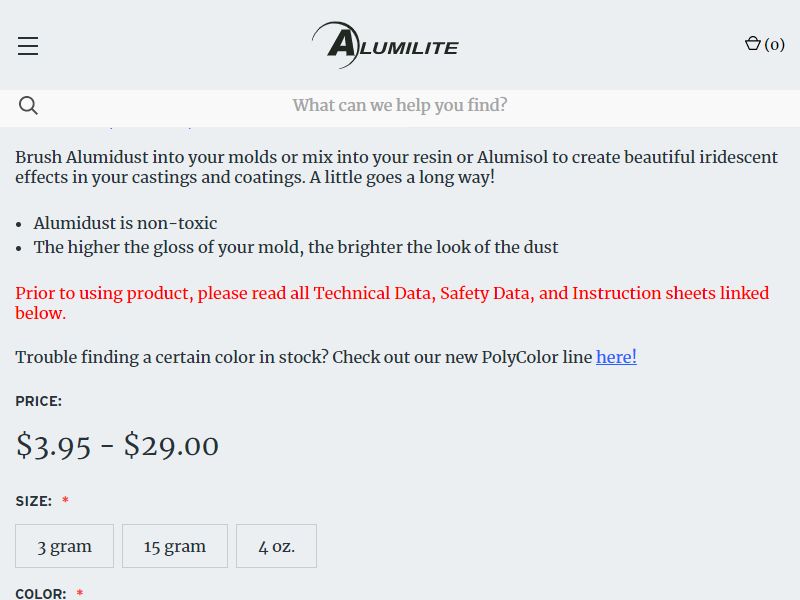 ALUMILITE
(0)
What can we help you find?
Brush Alumidust into your molds or mix into your resin or Alumisol to create beautiful iridescent
effects in your castings and coatings. A little goes a long way!
• Alumidust is non-toxic
• The higher the gloss of your mold, the brighter the look of the dust
Prior to using product, please read all Technical Data, Safety Data, and Instruction sheets linked
below.
Trouble finding a certain color in stock? Check out our new PolyColor line here!
PRICE:
$3.95 - $29.00
SIZE: *
3 gram 15 gram 4 oz.
COLOR: *